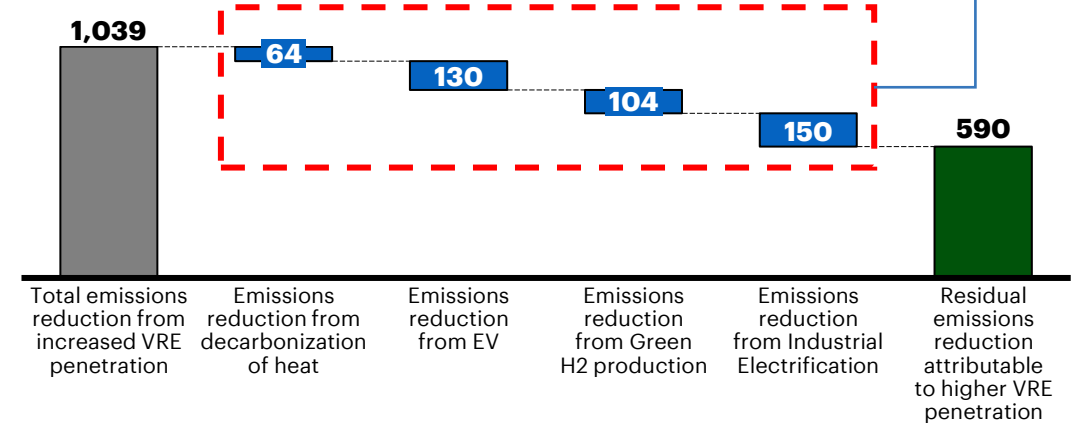 1,039
64
130
104
150
590
Total emissions
reduction from
increased VRE
penetration
Emissions
reduction from
decarbonization
of heat
Emissions
reduction
from EV
Emissions
reduction
from Green
H2 production
Emissions
reduction
from Industrial
Electrification
Residual
emissions
reduction
attributable
to higher VRE
penetration